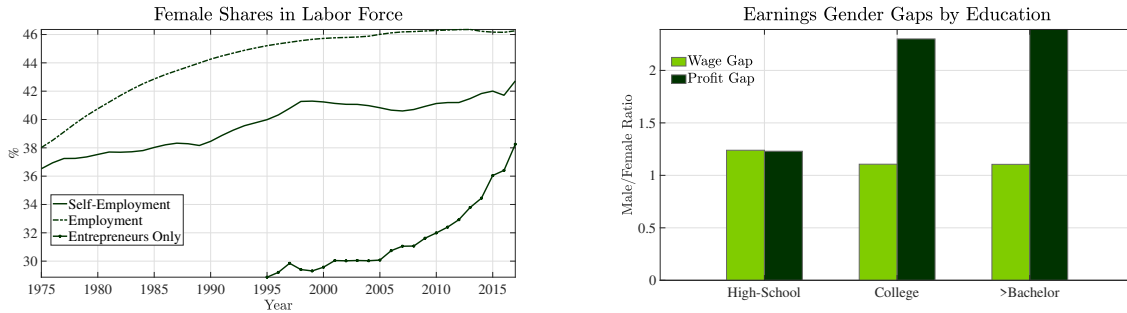 Female Shares in Labor Force
46
44
42
40
38
36
34
32
30
%
Self-Employment
Employment
Entrepreneurs Only
1975 1980 1985 1990 1995 2000 2005 2010 2015
Year
Earnings Gender Gaps by Education
2
1.5
1
0.5
0
Male/Female Ratio
Wage Gap
Profit Gap
High-School College >Bachelor